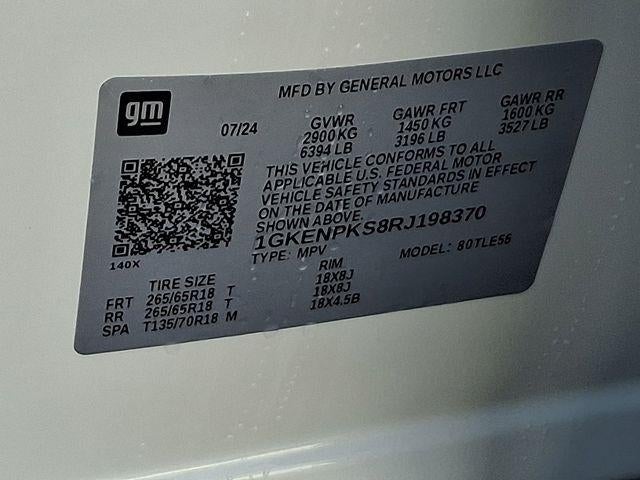 MFD BY GENERAL MOTORS LLC
gm
07/24
GVWR GAWR FRT GAWR RR
2900 KG 1450 KG 1600 KG
6394 LB 3196 LB 3527 LB
THIS VEHICLE CONFORMS TO ALL
APPLICABLE U.S. FEDERAL MOTOR
VEHICLE SAFETY STANDARDS IN EFFECT
ON THE DATE OF MANUFACTURE
SHOWN ABOVE.
1GKENPKS8RJ198370
TYPE: MPV MODEL: 80TLE56
140X
TIRE SIZE RIM
FRT 265/65R18 T 18X8J
RR 265/65R18 T 18X8J
SPA T135/70R18 M 18X4.5B